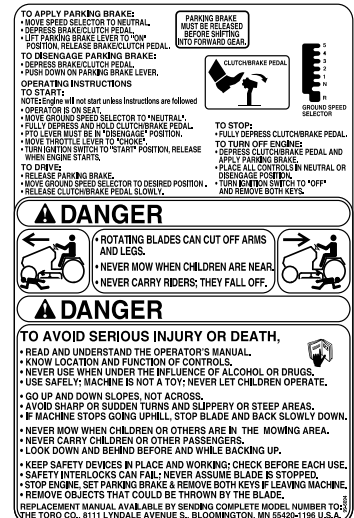 TO APPLY PARKING BRAKE:
• MOVE SPEED SELECTOR TO NEUTRAL.
• DEPRESS BRAKE/CLUTCH PEDAL.
• LIFT PARKING BRAKE LEVER TO "ON"
POSITION, RELEASE BRAKE/CLUTCH PEDAL.
TO DISENGAGE PARKING BRAKE:
• DEPRESS BRAKE/CLUTCH PEDAL.
• PUSH DOWN ON PARKING BRAKE LEVER.
PARKING BRAKE
MUST BE RELEASED
BEFORE SHIFTING
INTO FORWARD GEAR.
CLUTCH/BRAKE PEDAL
5
4
3
2
1
N
R
GROUND SPEED
SELECTOR
OPERATING INSTRUCTIONS
TO START:
NOTE: Engine will not start unless Instructions are followed
• OPERATOR IS ON SEAT.
• MOVE GROUND SPEED SELECTOR TO "NEUTRAL".
• FULLY DEPRESS AND HOLD CLUTCH/BRAKE PEDAL.
• PTO LEVER MUST BE IN "DISENGAGE" POSITION.
• MOVE THROTTLE LEVER TO "CHOKE".
• TURN IGNITION SWITCH TO "START" POSITION, RELEASE
WHEN ENGINE STARTS.
TO DRIVE:
• RELEASE PARKING BRAKE.
• MOVE GROUND SPEED SELECTOR TO DESIRED POSITION.
• RELEASE CLUTCH/BRAKE PEDAL SLOWLY.
TO STOP:
• FULLY DEPRESS CLUTCH/BRAKE PEDAL.
TO TURN OFF ENGINE:
• DEPRESS CLUTCH/BRAKE PEDAL AND
APPLY PARKING BRAKE.
• PLACE ALL CONTROLS IN NEUTRAL OR
DISENGAGE POSITION.
• TURN IGNITION SWITCH TO "OFF"
AND REMOVE BOTH KEYS.
DANGER
• ROTATING BLADES CAN CUT OFF ARMS
AND LEGS.
• NEVER MOW WHEN CHILDREN ARE NEAR.
• NEVER CARRY RIDERS; THEY FALL OFF.
DANGER
TO AVOID SERIOUS INJURY OR DEATH,
• READ AND UNDERSTAND THE OPERATOR'S MANUAL.
• KNOW LOCATION AND FUNCTION OF CONTROLS.
• NEVER USE WHEN UNDER THE INFLUENCE OF ALCOHOL OR DRUGS.
• USE SAFELY; MACHINE IS NOT A TOY; NEVER LET CHILDREN OPERATE.
• GO UP AND DOWN SLOPES, NOT ACROSS.
• AVOID SHARP OR SUDDEN TURNS AND SLIPPERY OR STEEP AREAS.
• IF MACHINE STOPS GOING UPHILL, STOP BLADE AND BACK SLOWLY DOWN.
• NEVER MOW WHEN CHILDREN OR OTHERS ARE IN THE MOWING AREA.
• NEVER CARRY CHILDREN OR OTHER PASSENGERS.
• LOOK DOWN AND BEHIND BEFORE AND WHILE BACKING UP.
• KEEP SAFETY DEVICES IN PLACE AND WORKING; CHECK BEFORE EACH USE.
• SAFETY INTERLOCKS CAN FAIL; NEVER ASSUME BLADE IS STOPPED.
• STOP ENGINE, SET PARKING BRAKE & REMOVE BOTH KEYS IF LEAVING MACHINE.
• REMOVE OBJECTS THAT COULD BE THROWN BY THE BLADE.
REPLACEMENT MANUAL AVAILABLE BY SENDING COMPLETE MODEL NUMBER TO:
THE TORO CO., 8111 LYNDALE AVENUE S., BLOOMINGTON, MN 55420-1196 U.S.A.